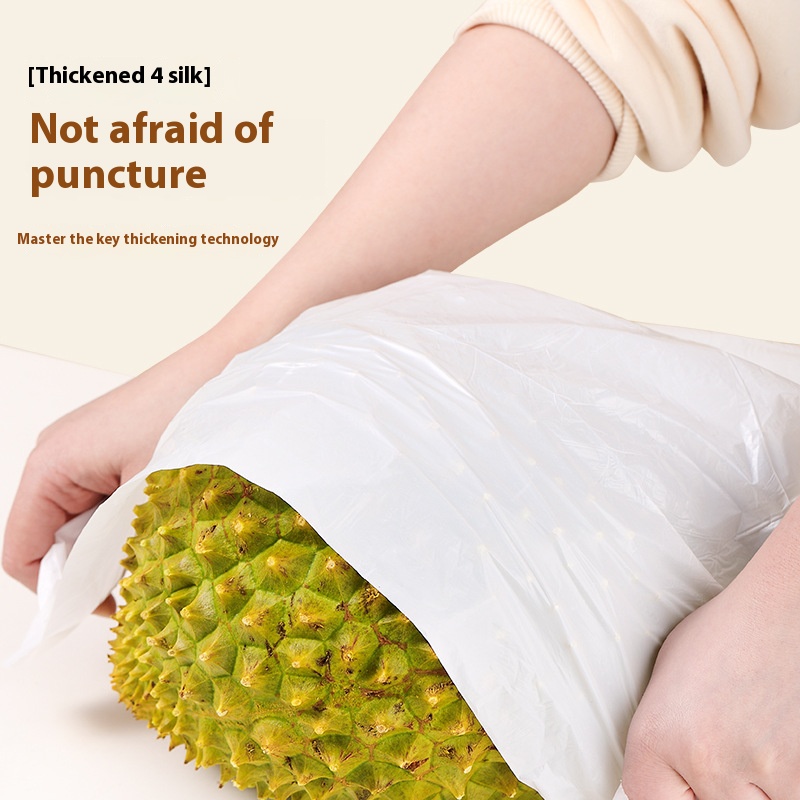 [Thickened 4 silk]
Not afraid of
puncture
Master the key thickening technology